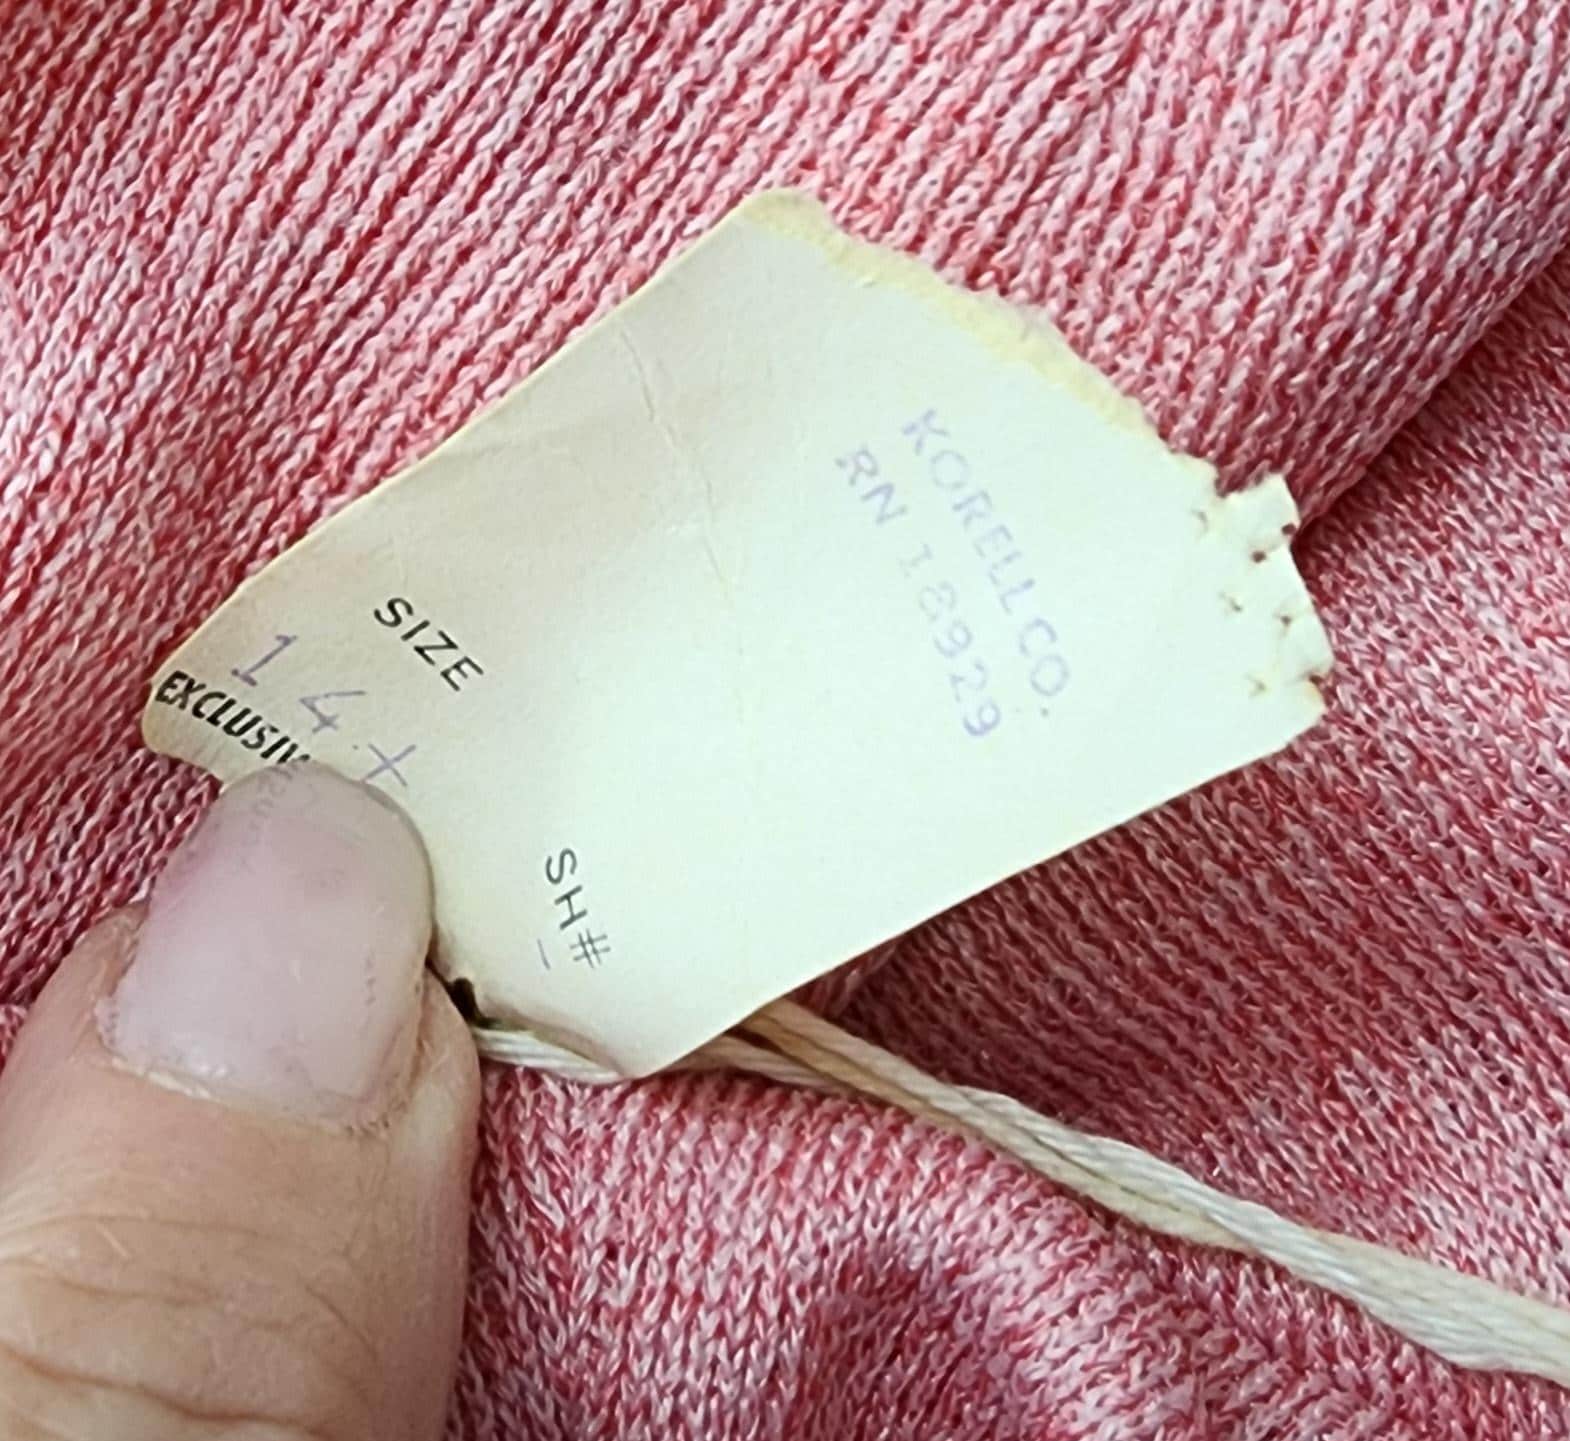 KORELL CO.
RN 18929
SIZE
14+
EXCLUSIV
SH#